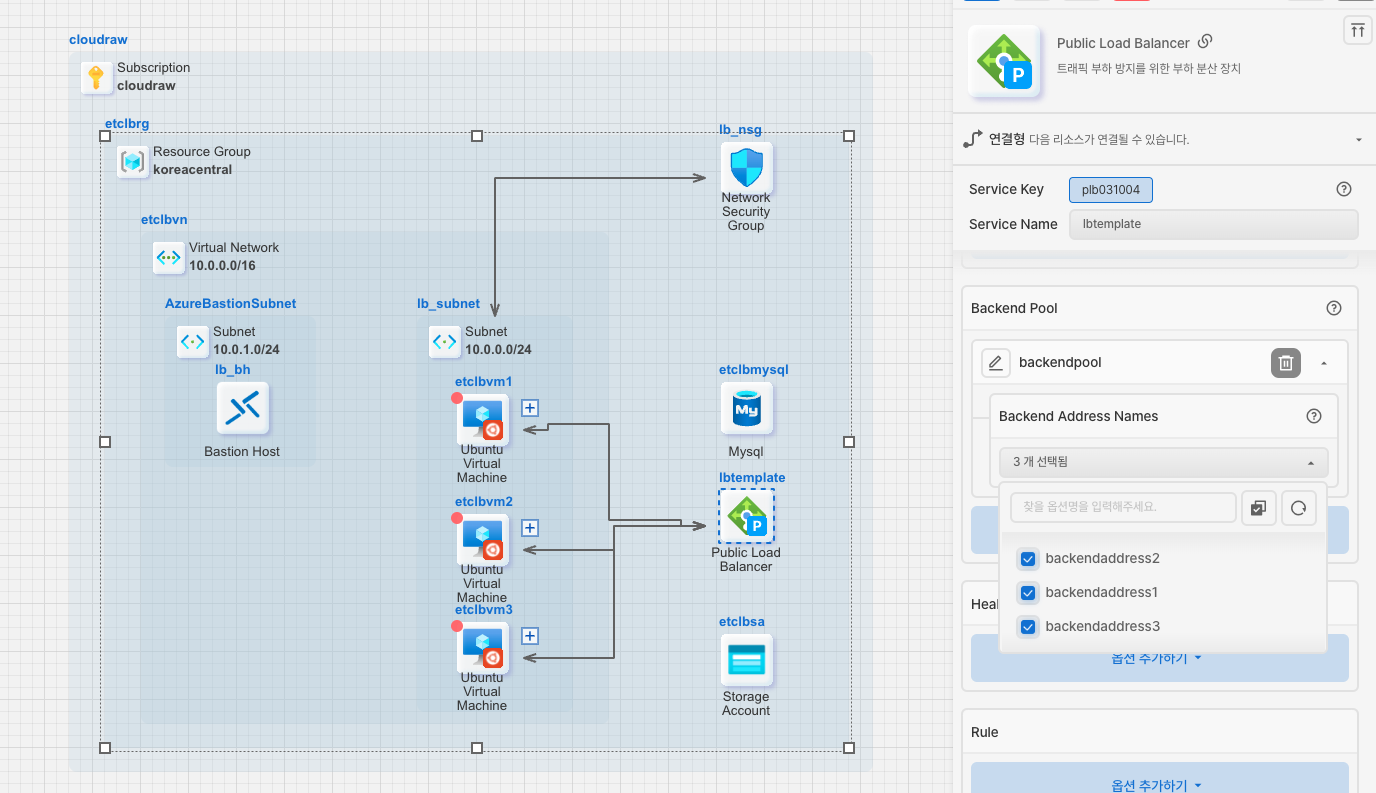 cloudraw
Subscription
cloudraw
etclbrg
Resource Group
koreacentral
lb_nsg
Network
Security
Group
etclbvn
Virtual Network
10.0.0.0/16
AzureBastionSubnet
Subnet
10.0.1.0/24
lb_bh
Bastion Host
lb_subnet
Subnet
10.0.0.0/24
etclbvm1
Ubuntu
Virtual
Machine
etclbvm2
Ubuntu
Virtual
Machine
etclbvm3
Ubuntu
Virtual
Machine
etclbmysql
My
Mysql
lbtemplate
P
Public Load
Balancer
etclbsa
Storage
Account
P
Public Load Balancer
트래픽 부하 방지를 위한 부하 분산 장치
연결형 다음 리소스가 연결될 수 있습니다.
Service Key
plb031004
Service Name
lbtemplate
Backend Pool
backendpool
Backend Address Names
3 개 선택됨
찾을 옵션명을 입력해주세요.
backendaddress2
backendaddress1
backendaddress3
Heal
옵션 추가하기
Rule
옵션 추가하기